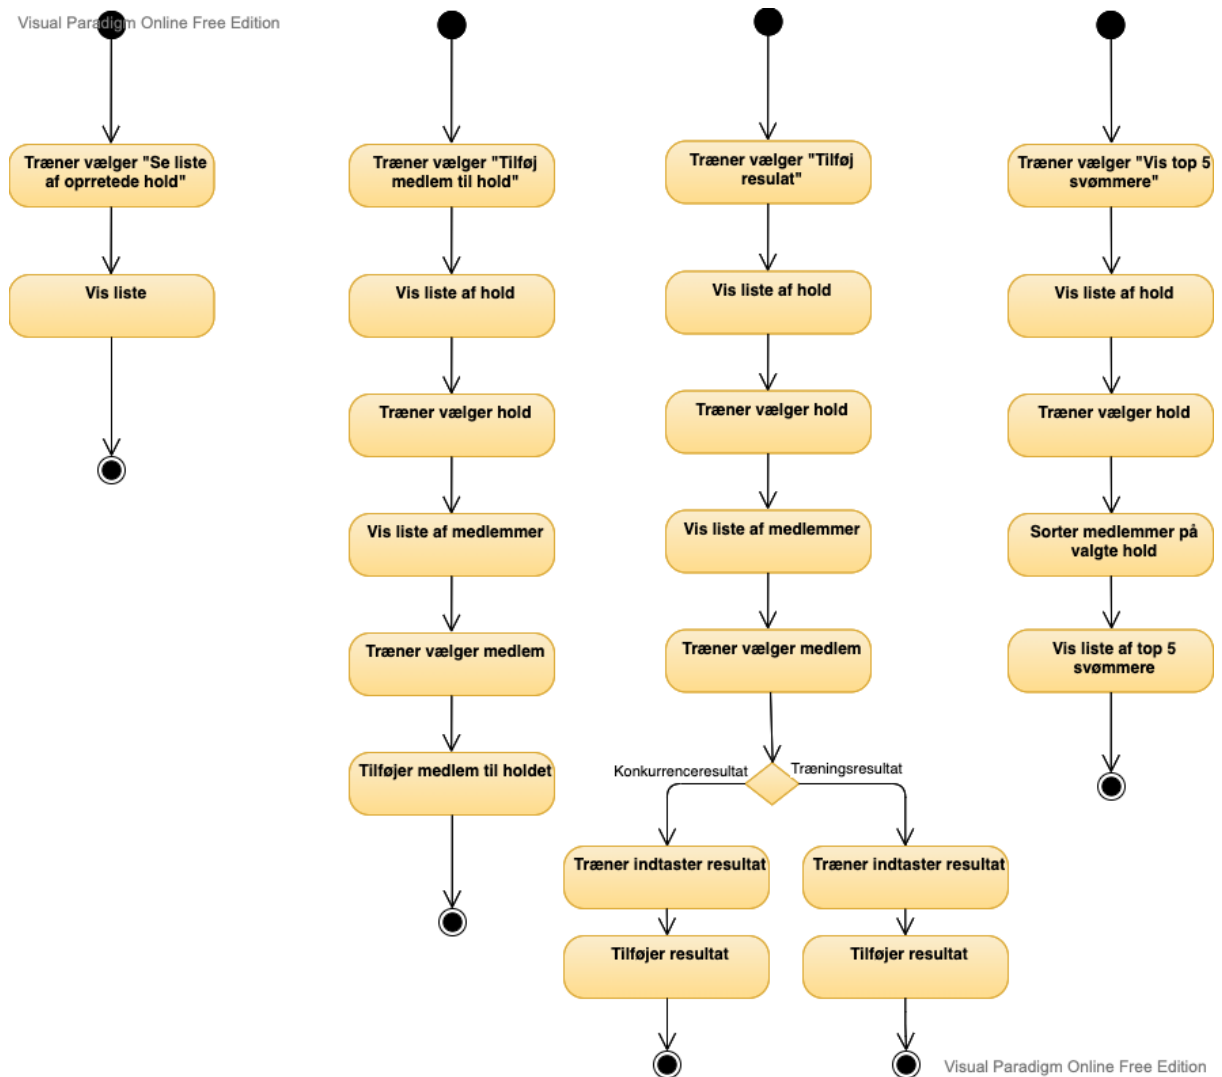 Visual Paradigm Online Free Edition
Træner vælger "Se liste
af oprretede hold"
Vis liste
Træner vælger "Tilføj
medlem til hold"
Vis liste af hold
Træner vælger hold
Vis liste af medlemmer
Træner vælger medlem
Tilføjer medlem til holdet
Træner vælger "Tilføj
resulat"
Vis liste af hold
Træner vælger hold
Vis liste af medlemmer
Træner vælger medlem
Konkurrenceresultat
Træningsresultat
Træner indtaster resultat
Tilføjer resultat
Træner indtaster resultat
Tilføjer resultat
Træner vælger "Vis top 5
svømmere"
Vis liste af hold
Træner vælger hold
Sorter medlemmer på
valgte hold
Vis liste af top 5
svømmere
Visual Paradigm Online Free Edition